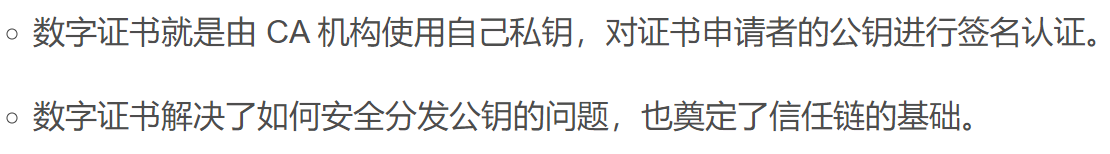 数字证书就是由 CA 机构使用自己私钥，对证书申请者的公钥进行签名认证。
数字证书解决了如何安全分发公钥的问题，也奠定了信任链的基础。